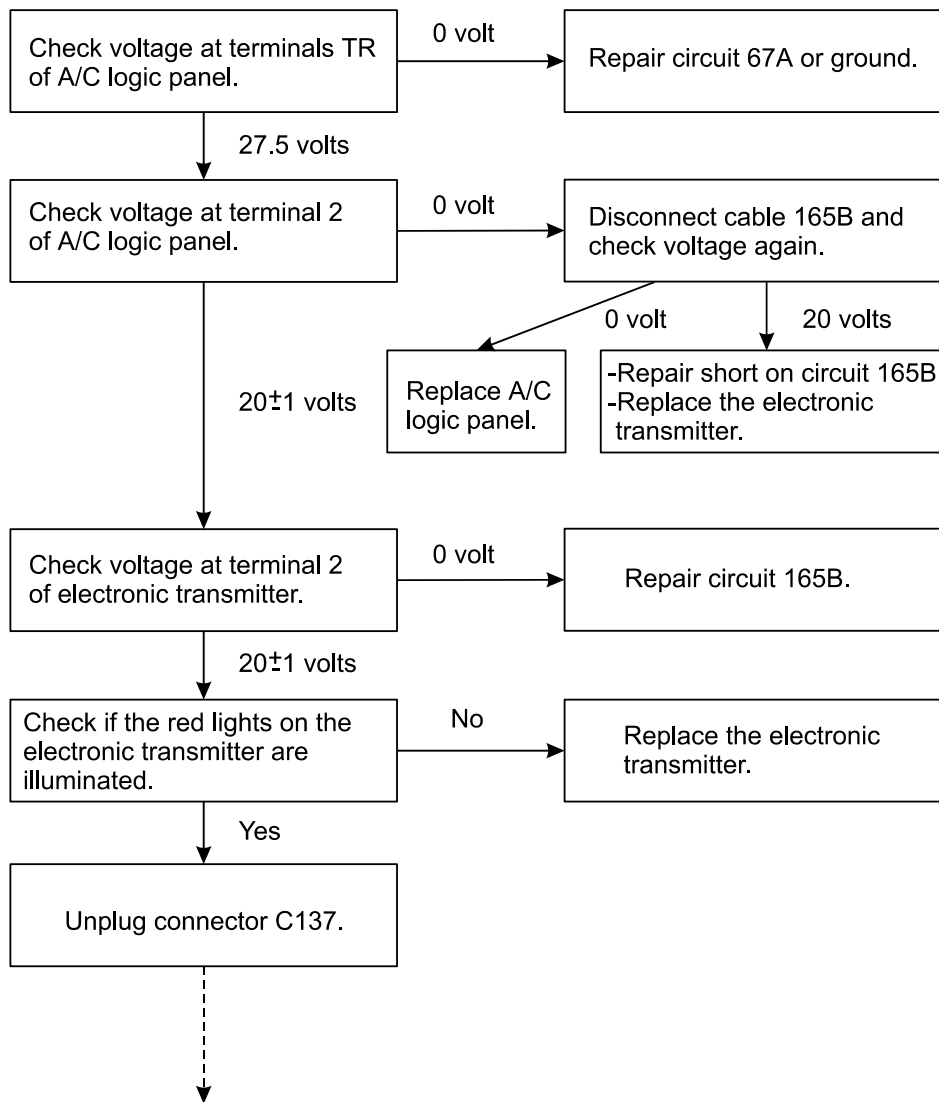 Check voltage at terminals TR
of A/C logic panel.
0 volt
Repair circuit 67A or ground.
27.5 volts
Check voltage at terminal 2
of A/C logic panel.
0 volt
Disconnect cable 165B and
check voltage again.
0 volt
20 volts
Replace A/C
logic panel.
-Repair short on circuit 165B
-Replace the electronic
transmitter.
20±1 volts
Check voltage at terminal 2
of electronic transmitter.
0 volt
Repair circuit 165B.
20±1 volts
Check if the red lights on the
electronic transmitter are
illuminated.
No
Replace the electronic
transmitter.
Yes
Unplug connector C137.